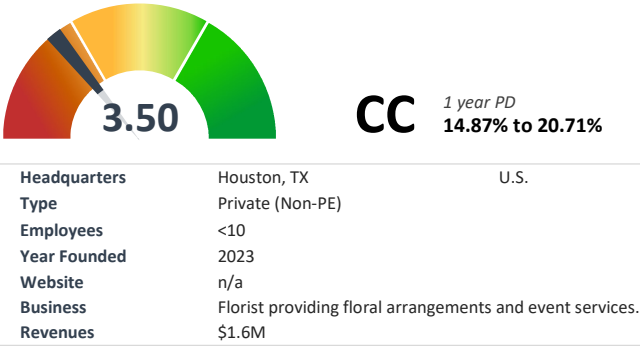 3.50
CC
1 year PD
14.87% to 20.71%
Headquarters Houston, TX U.S.
Type Private (Non-PE)
Employees <10
Year Founded 2023
Website n/a
Business Florist providing floral arrangements and event services.
Revenues $1.6M